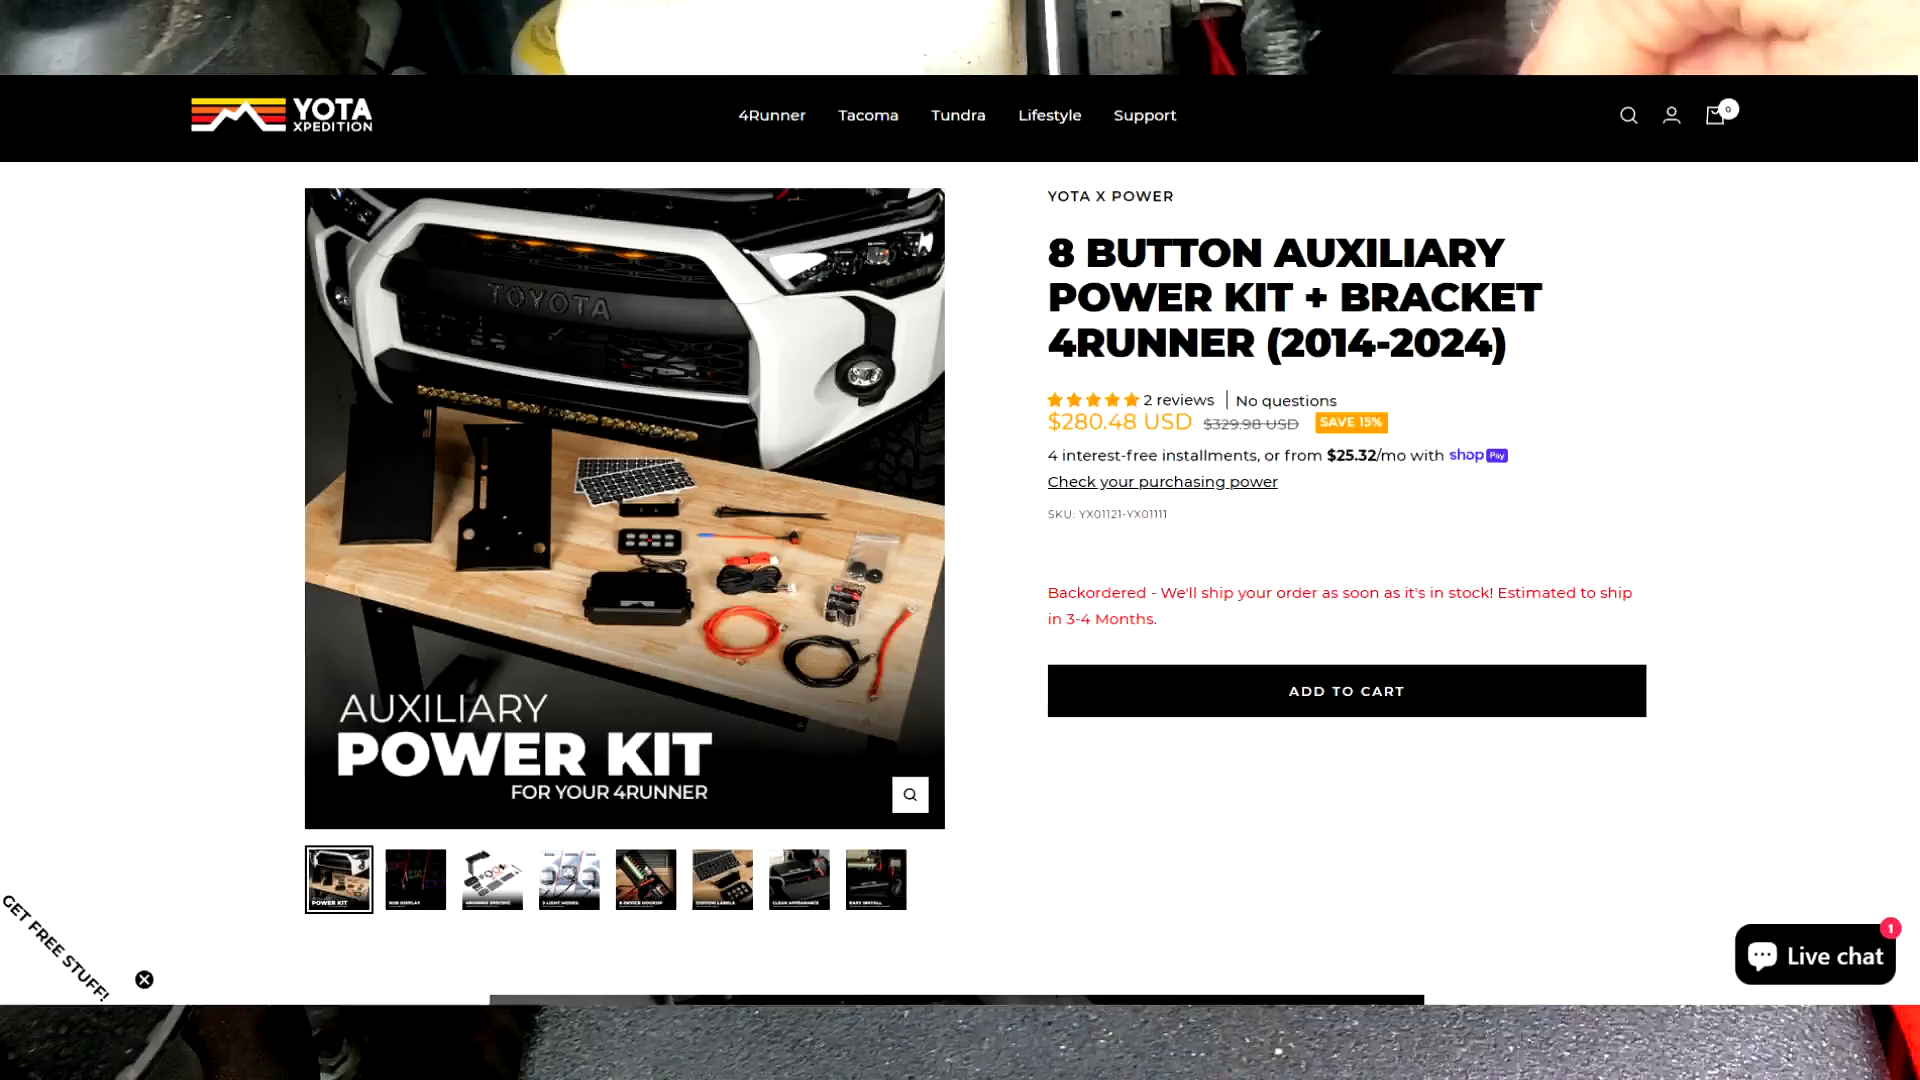 YOTA
XPEDITION
4Runner Tacoma Tundra Lifestyle Support
0
YOTA X POWER
8 BUTTON AUXILIARY
POWER KIT + BRACKET
4RUNNER (2014-2024)
2 reviews No questions
$280.48 USD $329.98 USD SAVE 15%
4 interest-free installments, or from $25.32/mo with shop Pay
Check your purchasing power
SKU: YX01121-YX01111
Backordered - We'll ship your order as soon as it's in stock! Estimated to ship
in 3-4 Months.
ADD TO CART
TOYOTA
AUXILIARY
POWER KIT
FOR YOUR 4RUNNER
POWER KIT
EASY INSTALL
GET FREE STUFF!
1
Live chat